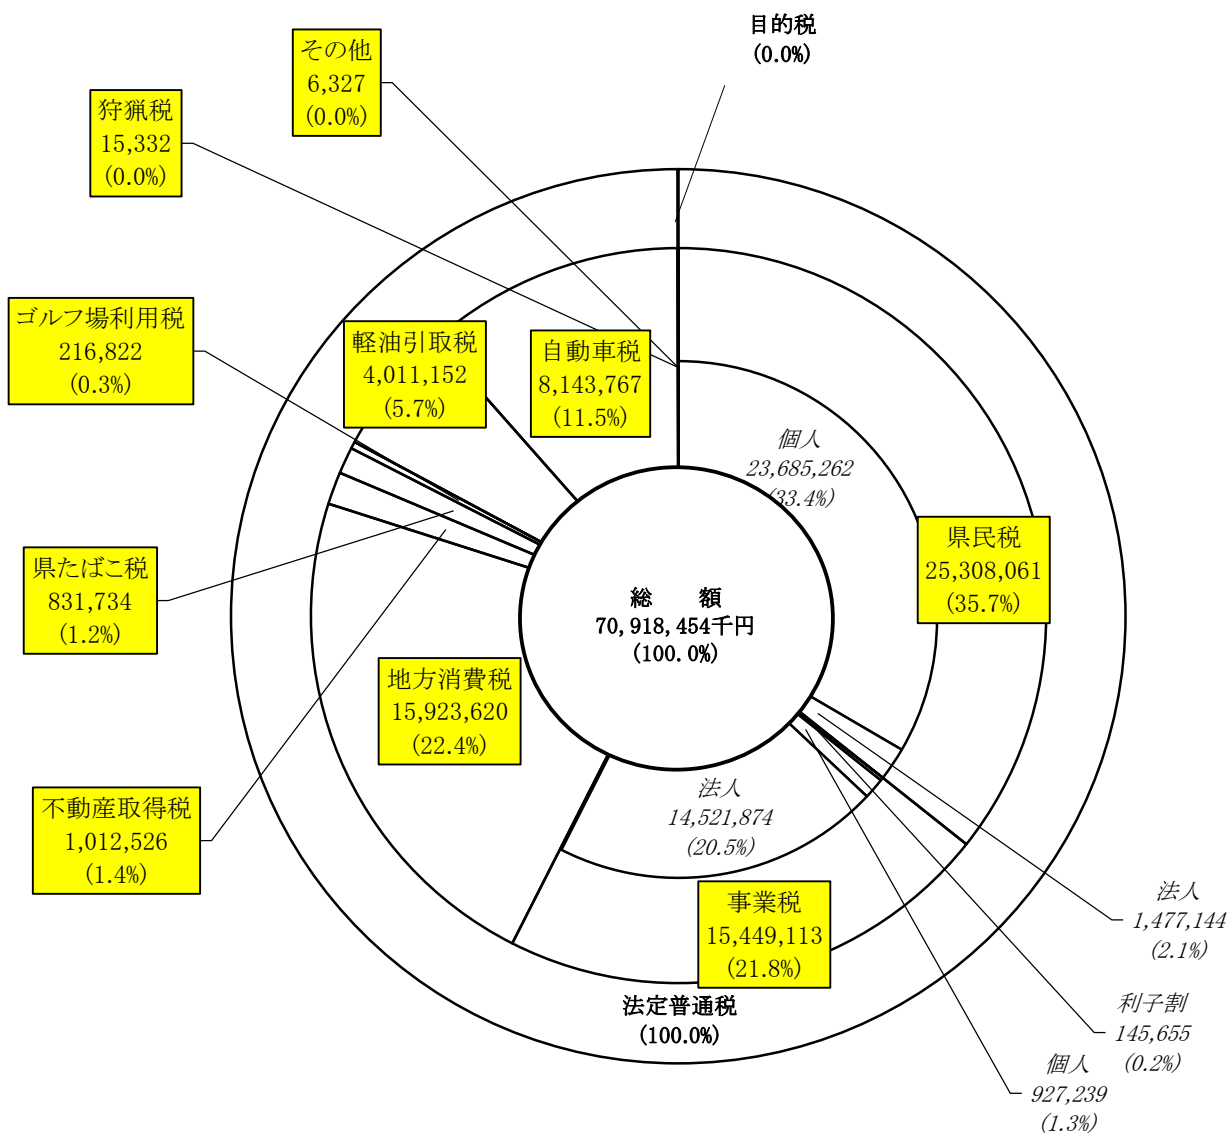 目的税
(0.0%)
その他
6,327
(0.0%)
狩猟税
15,332
(0.0%)
ゴルフ場利用税
216,822
(0.3%)
軽油引取税
4,011,152
(5.7%)
自動車税
8,143,767
(11.5%)
個人
23,685,262
(33.4%)
県民税
25,308,061
(35.7%)
県たばこ税
831,734
(1.2%)
総　額
70,918,454千円
(100.0%)
地方消費税
15,923,620
(22.4%)
不動産取得税
1,012,526
(1.4%)
法人
14,521,874
(20.5%)
事業税
15,449,113
(21.8%)
法人
1,477,144
(2.1%)
法定普通税
(100.0%)
利子割
145,655
(0.2%)
個人
927,239
(1.3%)